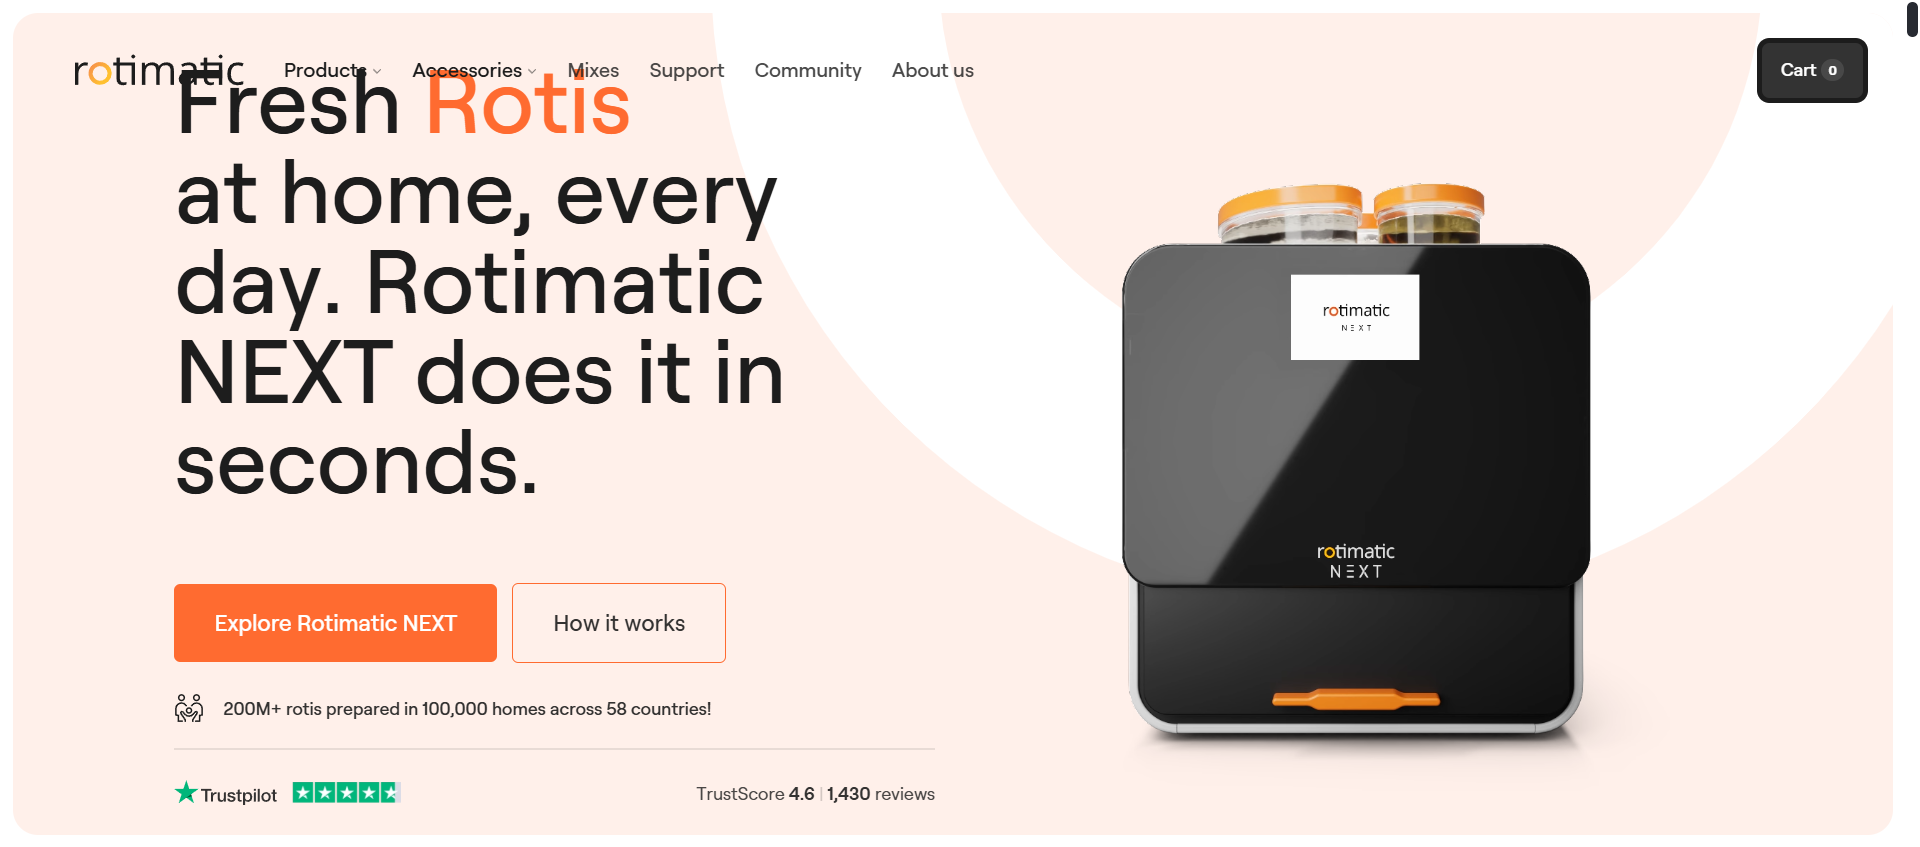 rotimatic
Products Accessories Mixes Support Community About us
Cart 0
Fresh Rotis
at home, every
day. Rotimatic
NEXT does it in
seconds.
Explore Rotimatic NEXT
How it works
200M+ rotis prepared in 100,000 homes across 58 countries!
Trustpilot
TrustScore 4.6 | 1,430 reviews
rotimatic
NEXT
rotimatic
NEXT